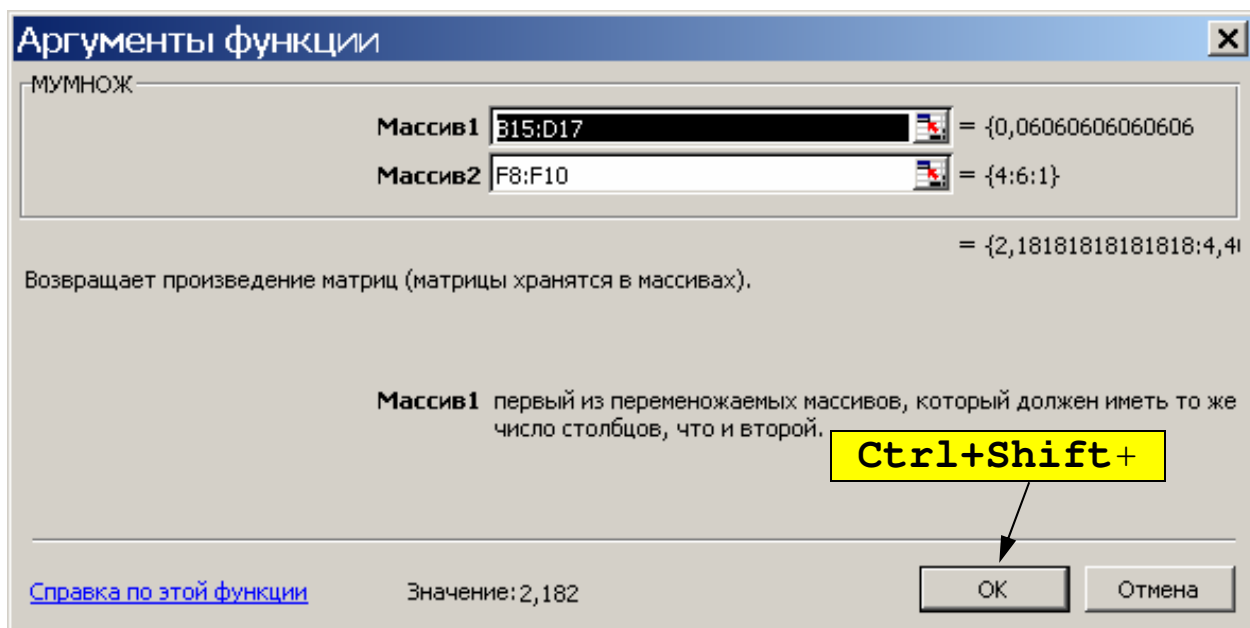 Аргументы функции
МУМНОЖ
Массив1 B15:D17 = {0,06060606060606
Массив2 F8:F10 = {4:6:1}
= {2,18181818181818:4,4
Возвращает произведение матриц (матрицы хранятся в массивах).
Массив1 первый из переменожаемых массивов, который должен иметь то же
число столбцов, что и второй.
Ctrl+Shift+
Справка по этой функции Значение:2,182 OK Отмена